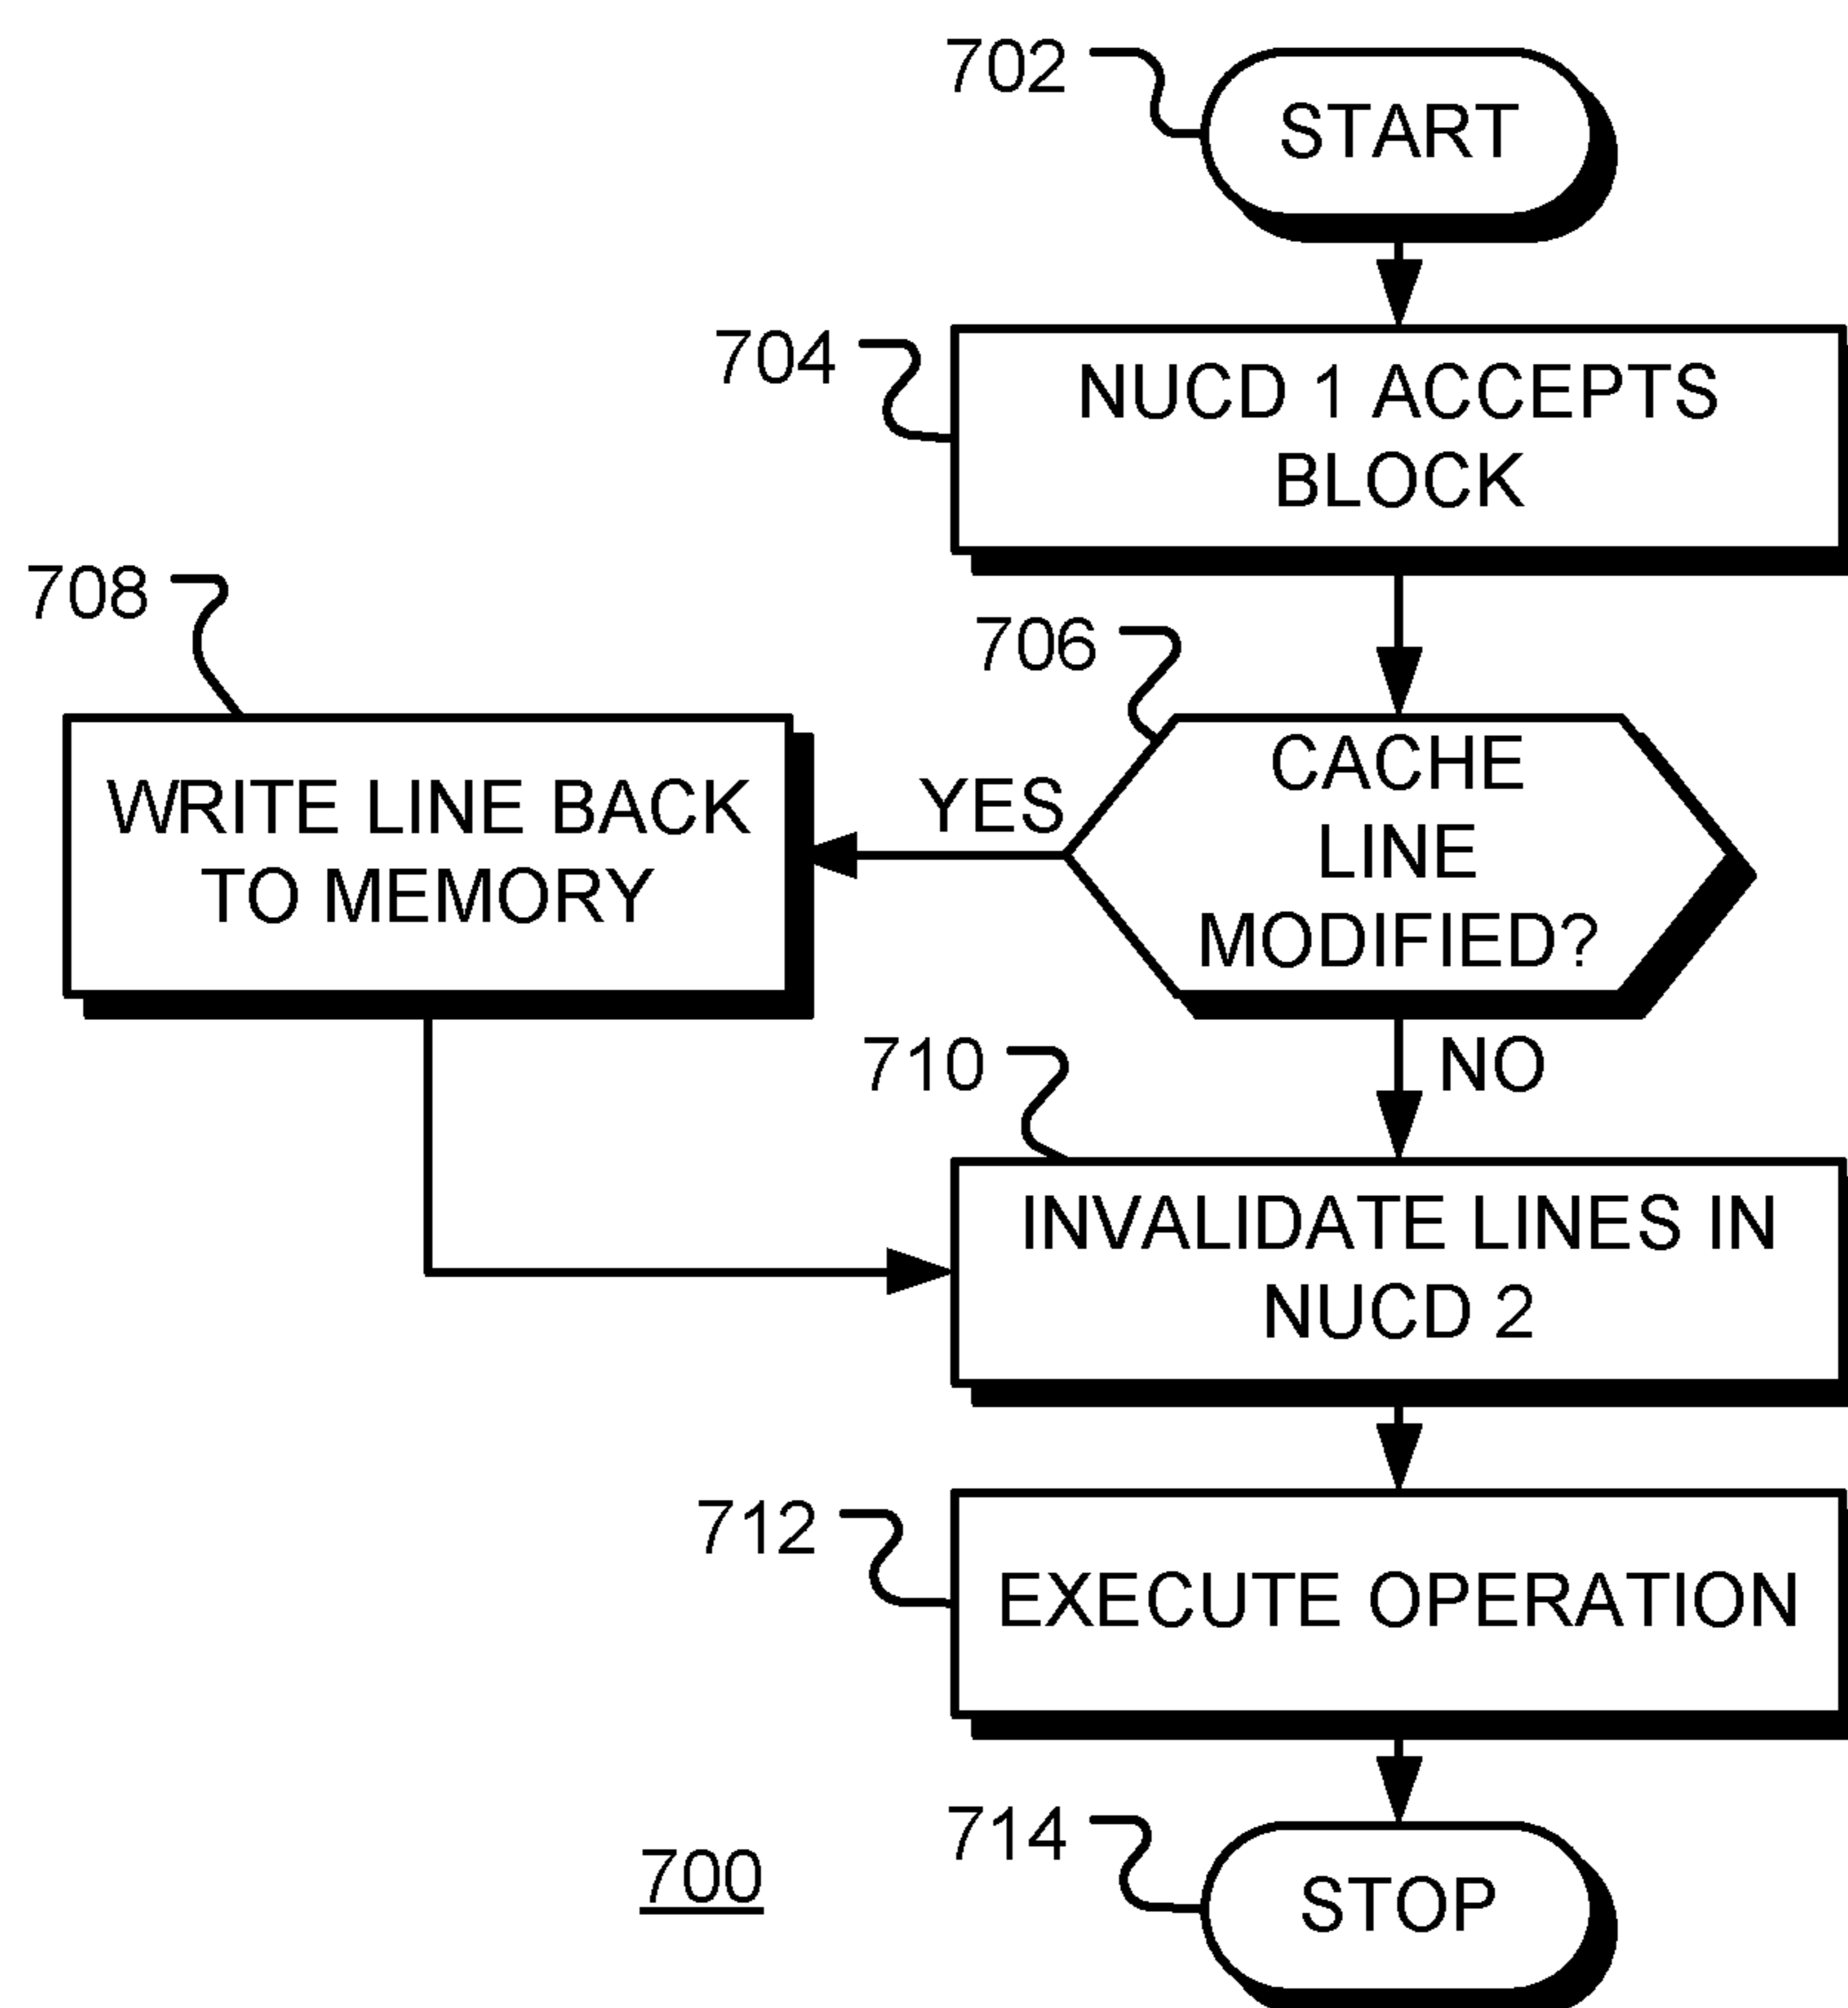 702
START
704
NUCD 1 ACCEPTS
BLOCK
708
706
WRITE LINE BACK
TO MEMORY
YES
CACHE
LINE
MODIFIED?
710
NO
INVALIDATE LINES IN
NUCD 2
712
EXECUTE OPERATION
714
700
STOP